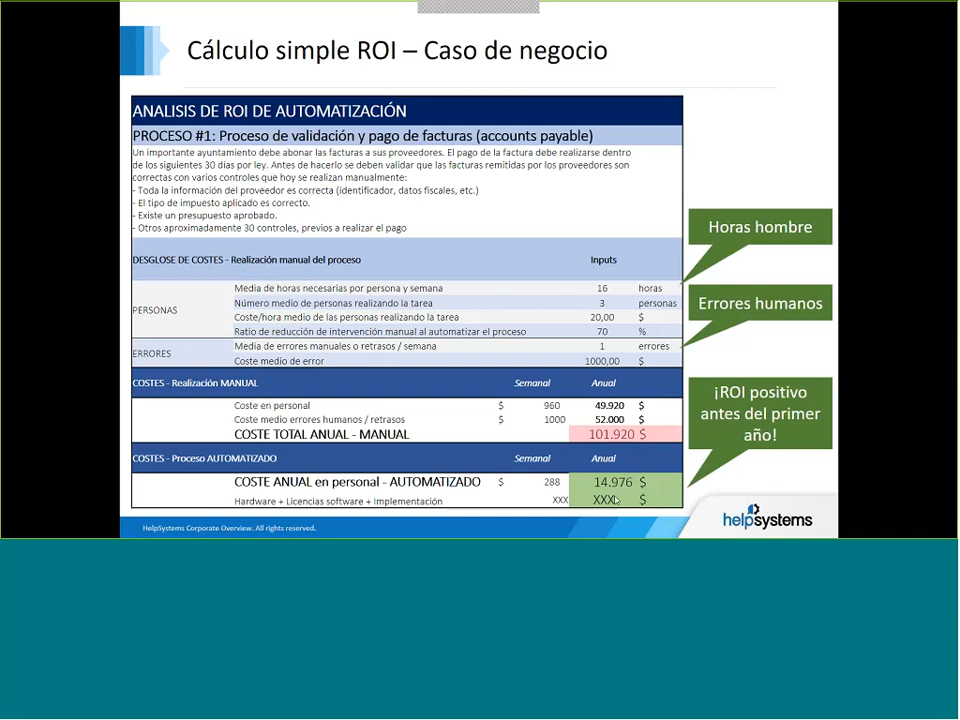 Cálculo simple ROI – Caso de negocio
ANALISIS DE ROI DE AUTOMATIZACIÓN
PROCESO #1: Proceso de validación y pago de facturas (accounts payable)
Un importante ayuntamiento debe abonar las facturas a sus proveedores. El pago de la factura debe realizarse dentro
de los siguientes 30 días por ley. Antes de hacerlo se deben validar que las facturas remitidas por los proveedores son
correctas con varios controles que hoy se realizan manualmente:
- Toda la información del proveedor es correcta (identificador, datos fiscales, etc.)
- El tipo de impuesto aplicado es correcto.
- Existe un presupuesto aprobado.
- Otros aproximadamente 30 controles, previos a realizar el pago
Horas hombre
DESGLOSE DE COSTES - Realización manual del proceso Inputs
PERSONAS
Media de horas necesarias por persona y semana 16 horas
Número medio de personas realizando la tarea 3 personas
Coste/hora medio de las personas realizando la tarea 20,00 $
Ratio de reducción de intervención manual al automatizar el proceso 70 %
Errores humanos
ERRORES
Media de errores manuales o retrasos / semana 1 errores
Coste medio de error 1000,00 $
COSTES - Realización MANUAL Semanal Anual
Coste en personal $ 960 49.920 $
Coste medio errores humanos / retrasos $ 1000 52.000 $
COSTE TOTAL ANUAL - MANUAL 101.920 $
¡ROI positivo
antes del primer
año!
COSTES - Proceso AUTOMATIZADO Semanal Anual
COSTE ANUAL en personal - AUTOMATIZADO $ 288 14.976 $
Hardware + Licencias software + Implementación XXX XXX $
HelpSystems Corporate Overview. All rights reserved.
helpsystems